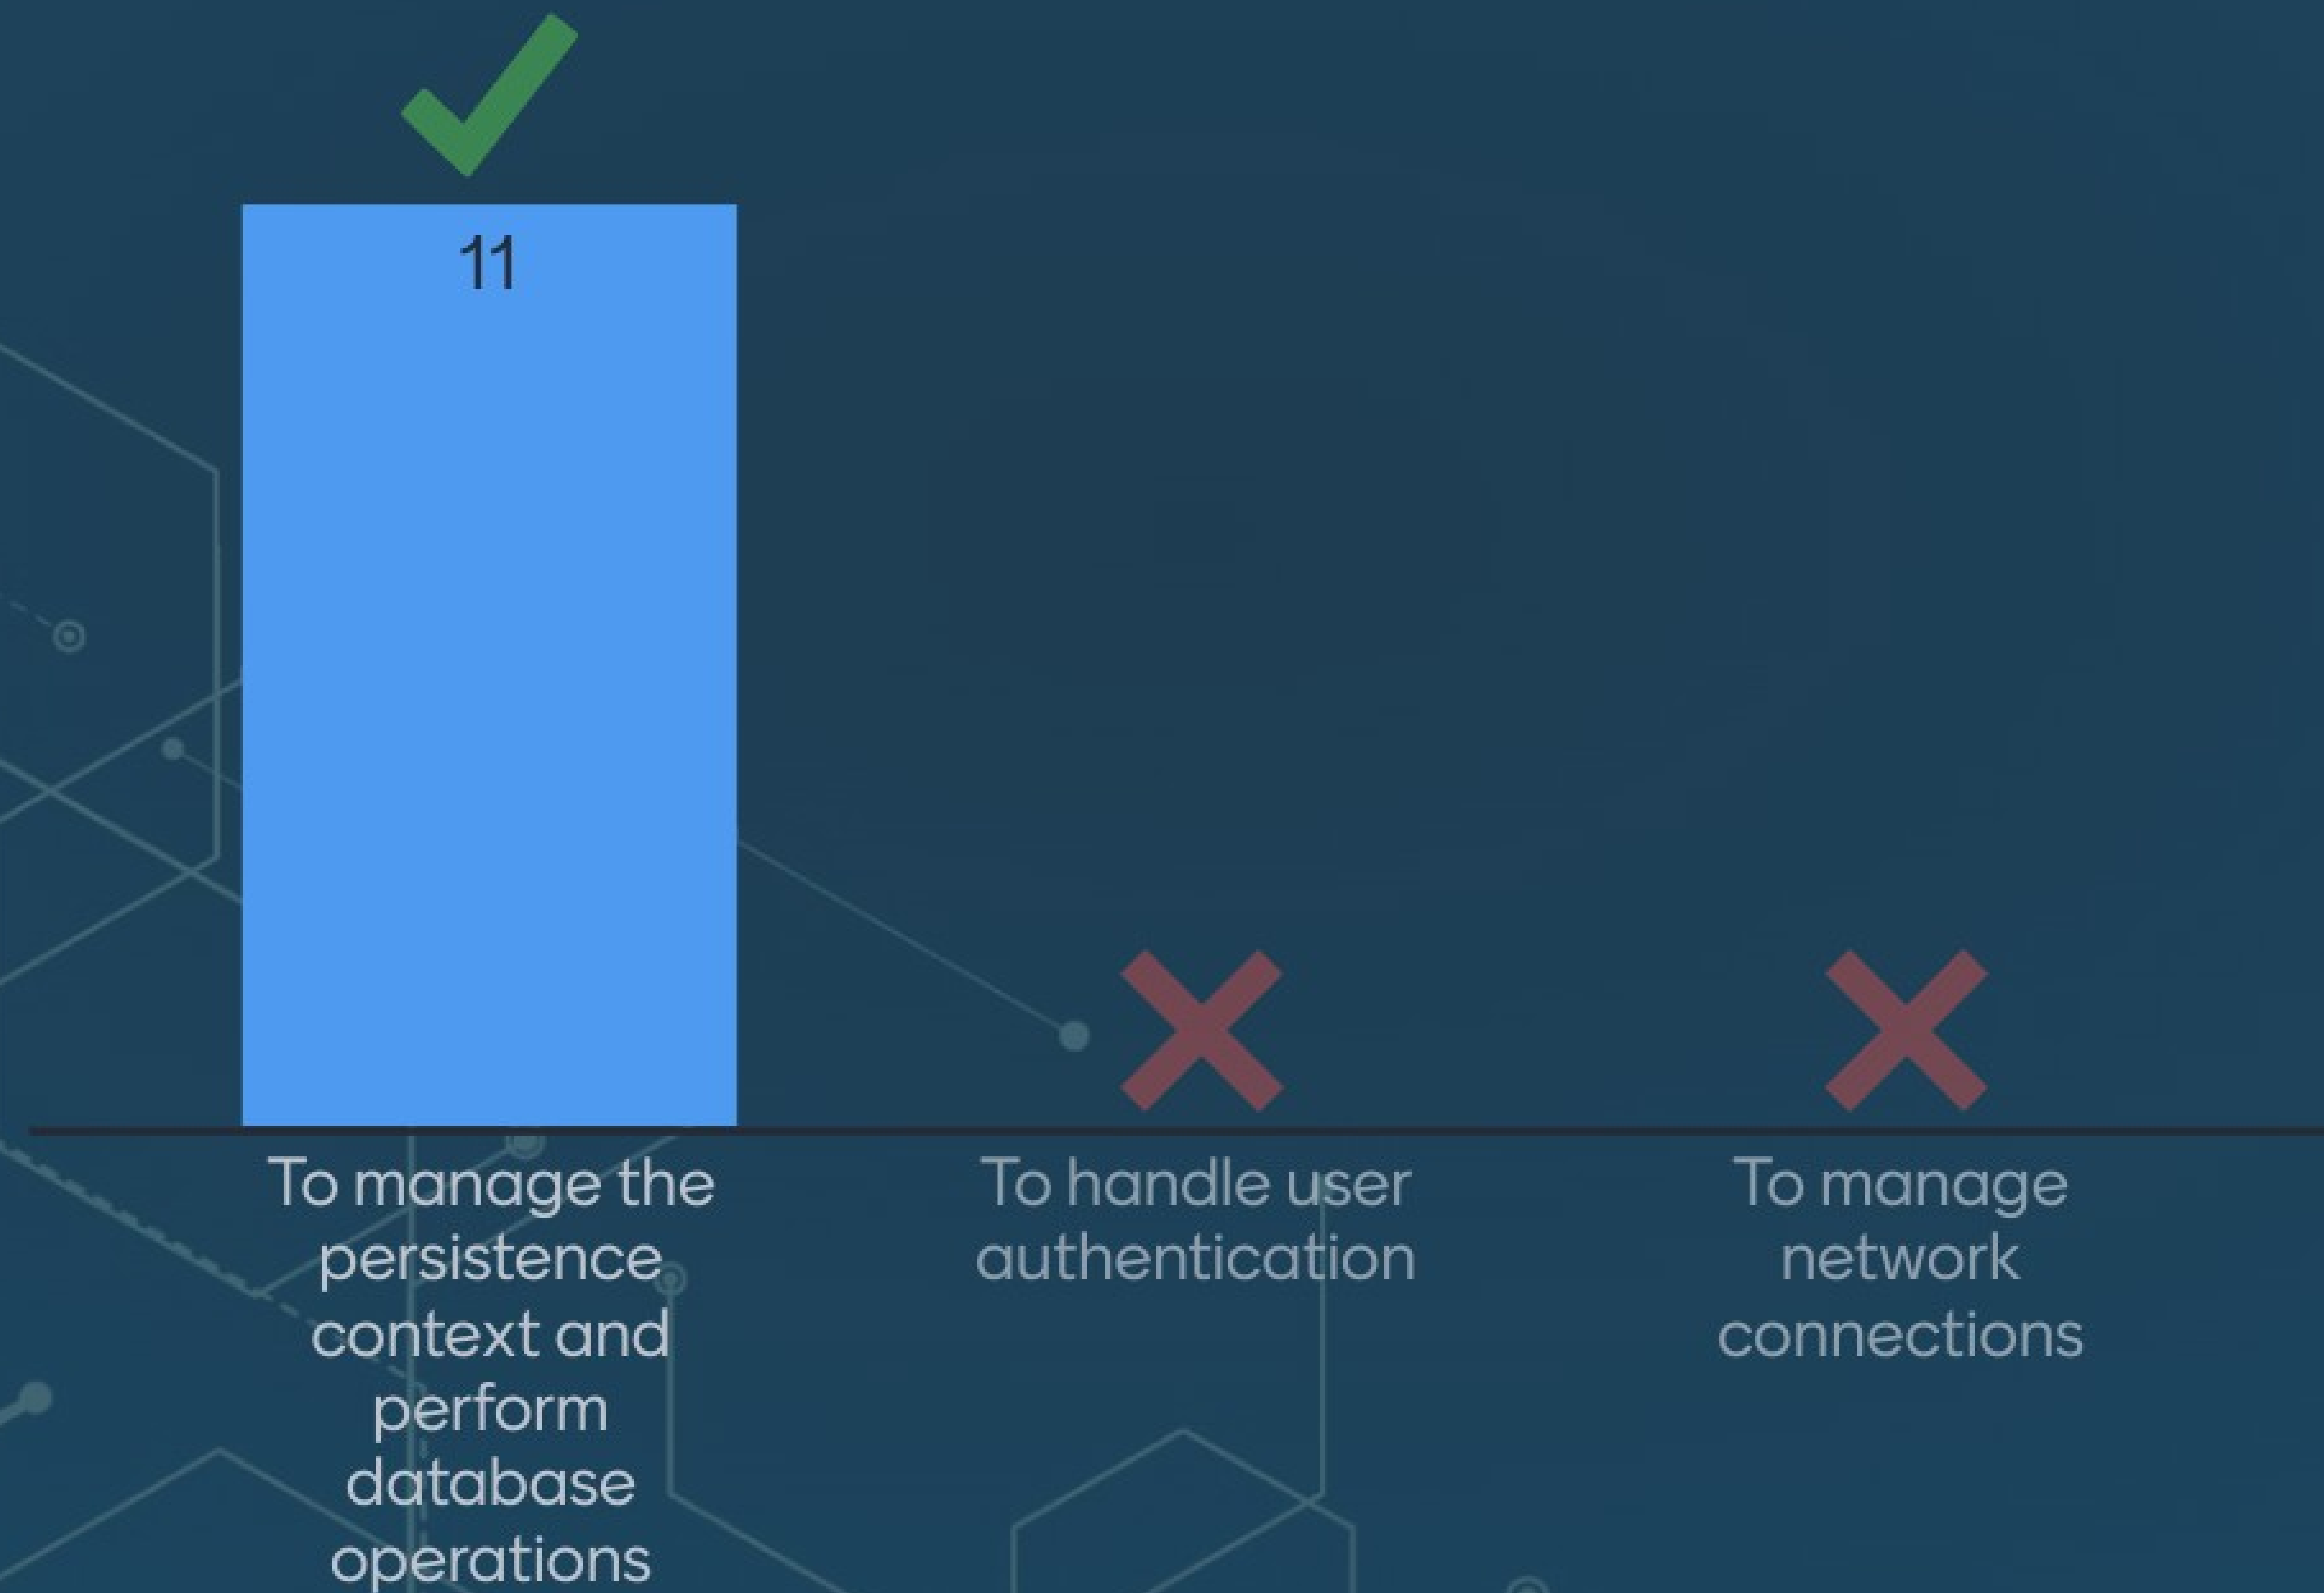 11
To manage the
persistence
context and
perform
database
operations
To handle user
authentication
To manage
network
connections